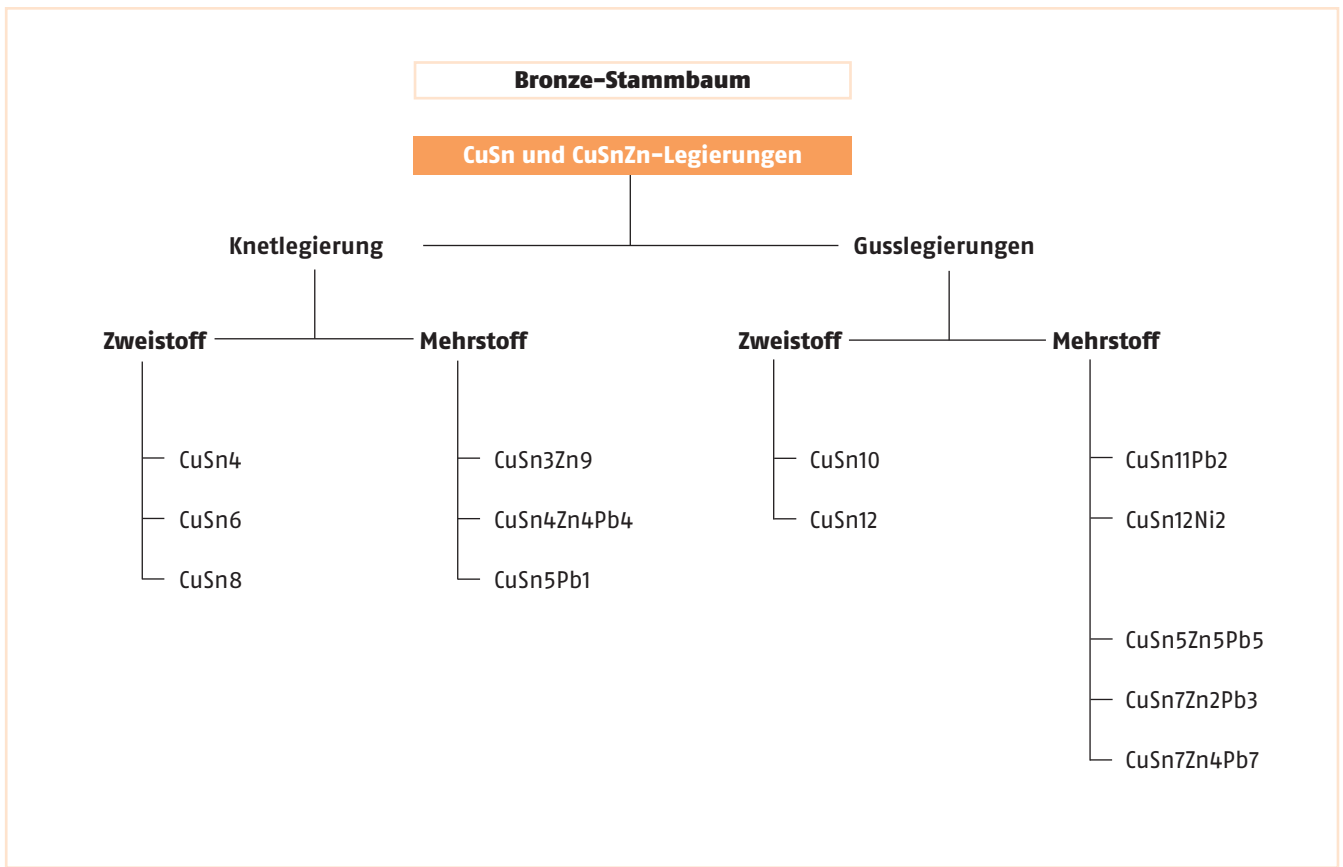 Bronze-Stammbaum
CuSn und CuSnZn-Legierungen
Knetlegierung
Gusslegierungen
Zweistoff
Mehrstoff
Zweistoff
Mehrstoff
CuSn4
CuSn6
CuSn8
CuSn3Zn9
CuSn4Zn4Pb4
CuSn5Pb1
CuSn10
CuSn12
CuSn11Pb2
CuSn12Ni2
CuSn5Zn5Pb5
CuSn7Zn2Pb3
CuSn7Zn4Pb7